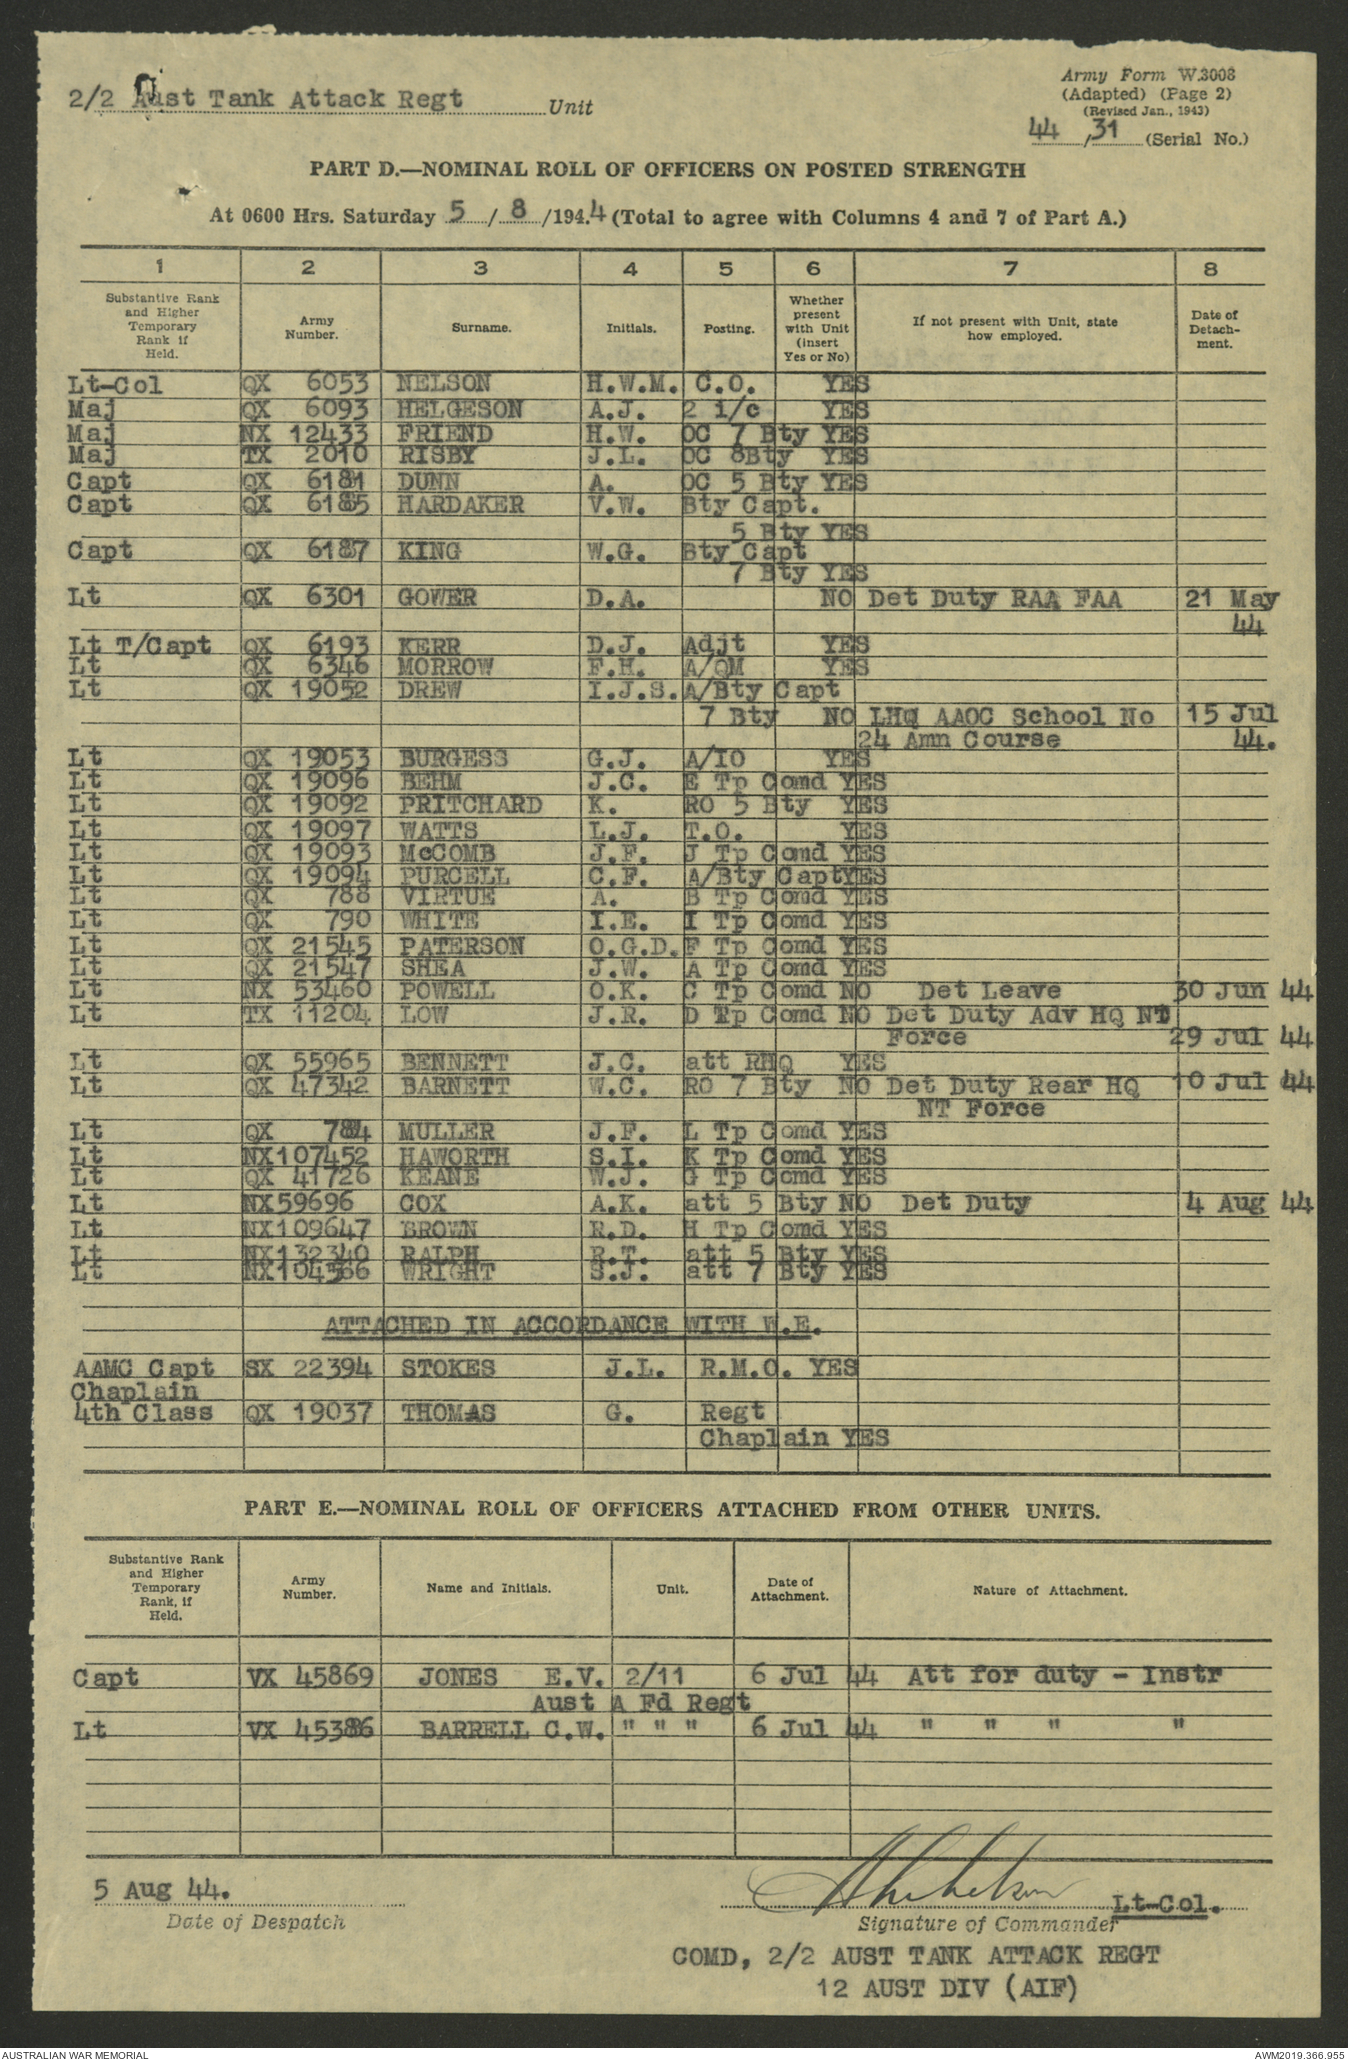 2/2 Aust Tank Attack Regt Unit
Army Form W.3008
(Adapted) (Page 2)
(Revised Jan., 1943)
44/31 (Serial No.)
PART D.—NOMINAL ROLL OF OFFICERS ON POSTED STRENGTH
At 0600 Hrs. Saturday 5/8/1944 (Total to agree with Columns 4 and 7 of Part A.)
1 2 3 4 5 6 7 8
Substantive Rank and Higher Temporary Rank if Held. Army Number. Surname. Initials. Posting. Whether present with Unit (insert Yes or No) If not present with Unit, state how employed. Date of Detach-ment.
Lt-Col QX 6053 NELSON H.W.M. C.O. YES
Maj QX 6093 HELGESON A.J. 2 i/c YES
Maj NX 12433 FRIEND H.W. OC 7 Bty YES
Maj TX 2010 RISBY J.L. OC 8Bty YES
Capt QX 6181 DUNN A. OC 5 Bty YES
Capt QX 6185 HARDAKER V.W. Bty Capt.
5 Bty YES
Capt QX 6187 KING W.G. Bty Capt
7 Bty YES
Lt QX 6301 GOWER D.A. NO Det Duty RAA FAA 21 May
44
Lt T/Capt QX 6193 KERR D.J. Adjt YES
Lt QX 6346 MORROW F.H. A/QM YES
Lt QX 19052 DREW I.J.S. A/Bty Capt
7 Bty NO LHQ AAOC School No 15 Jul
24 Amn Course 44.
Lt QX 19053 BURGESS G.J. A/IO YES
Lt QX 19096 BEHM J.C. E Tp Comd YES
Lt QX 19092 PRITCHARD K. RO 5 Bty YES
Lt QX 19097 WATTS L.J. T.O. YES
Lt QX 19093 McCOMB J.F. J Tp Comd YES
Lt QX 19094 PURCELL C.F. A/Bty Capt YES
Lt QX 788 VIRTUE A. B Tp Comd YES
Lt QX 790 WHITE I.E. I Tp Comd YES
Lt QX 21545 PATERSON O.G.D. F Tp Comd YES
Lt QX 21547 SHEA J.W. A Tp Comd YES
Lt NX 53460 POWELL O.K. C Tp Comd NO Det Leave 30 Jun 44
Lt TX 11204 LOW J.R. D Tp Comd NO Det Duty Adv HQ NT
Force 29 Jul 44
Lt QX 55965 BENNETT J.C. att RHQ YES
Lt QX 47342 BARNETT W.C. RO 7 Bty NO Det Duty Rear HQ 10 Jul 44
NT Force
Lt QX 784 MULLER J.F. L Tp Comd YES
Lt NX107452 HAWORTH S.I. K Tp Comd YES
Lt QX 41726 KEANE W.J. G Tp Comd YES
Lt NX59696 COX A.K. att 5 Bty NO Det Duty 4 Aug 44
Lt NX109647 BROWN R.D. H Tp Comd YES
Lt NX132340 RALPH R.T. att 5 Bty YES
Lt NX104566 WRIGHT S.J. att 7 Bty YES
ATTACHED IN ACCORDANCE WITH W.E.
AAMC Capt SX 22394 STOKES J.L. R.M.O. YES
Chaplain
4th Class QX 19037 THOMAS G. Regt
Chaplain YES
PART E.—NOMINAL ROLL OF OFFICERS ATTACHED FROM OTHER UNITS.
Substantive Rank and Higher Temporary Rank, if Held. Army Number. Name and Initials. Unit. Date of Attachment. Nature of Attachment.
Capt VX 45869 JONES E.V. 2/11 6 Jul 44 Att for duty - Instr
Aust A Fd Regt
Lt VX 45386 BARRELL C.W. " " " 6 Jul 44 " " " "
5 Aug 44.
Date of Despatch
Lt-Col.
Signature of Commander
COMD, 2/2 AUST TANK ATTACK REGT
12 AUST DIV (AIF)
AUSTRALIAN WAR MEMORIAL AWM2019.366.955